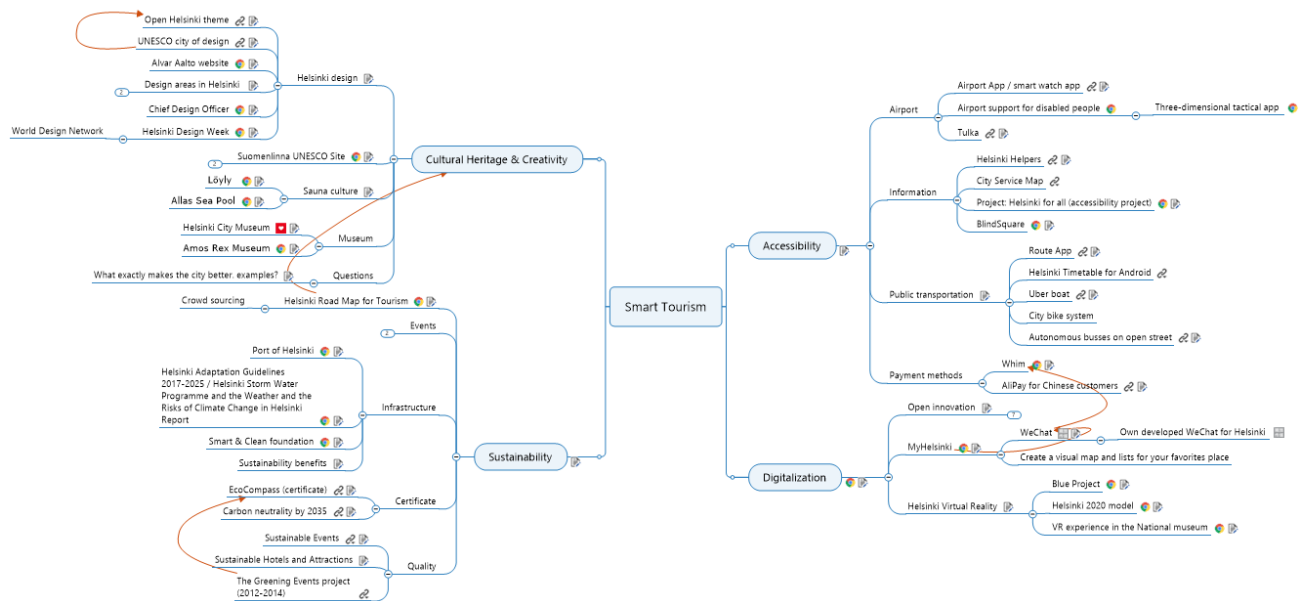 Open Helsinki theme
UNESCO city of design
Alvar Aalto website
Design areas in Helsinki
2
Chief Design Officer
World Design Network
Helsinki Design Week
Helsinki design
Suomenlinna UNESCO Site
2
Löyly
Allas Sea Pool
Sauna culture
Helsinki City Museum
Amos Rex Museum
Museum
What exactly makes the city better. examples?
Questions
Cultural Heritage & Creativity
Crowd sourcing
Helsinki Road Map for Tourism
Events
2
Port of Helsinki
Helsinki Adaptation Guidelines
2017-2025 / Helsinki Storm Water
Programme and the Weather and the
Risks of Climate Change in Helsinki
Report
Smart & Clean foundation
Sustainability benefits
Infrastructure
EcoCompass (certificate)
Carbon neutrality by 2035
Certificate
Sustainable Events
Sustainable Hotels and Attractions
The Greening Events project
(2012-2014)
Quality
Sustainability
Smart Tourism
Accessibility
Airport
Airport App / smart watch app
Airport support for disabled people
Three-dimensional tactical app
Tulka
Information
Helsinki Helpers
City Service Map
Project: Helsinki for all (accessibility project)
BlindSquare
Public transportation
Route App
Helsinki Timetable for Android
Uber boat
City bike system
Autonomous busses on open street
Payment methods
Whim
AliPay for Chinese customers
Digitalization
Open innovation
7
MyHelsinki
WeChat
Own developed WeChat for Helsinki
Create a visual map and lists for your favorites place
Helsinki Virtual Reality
Blue Project
Helsinki 2020 model
VR experience in the National museum